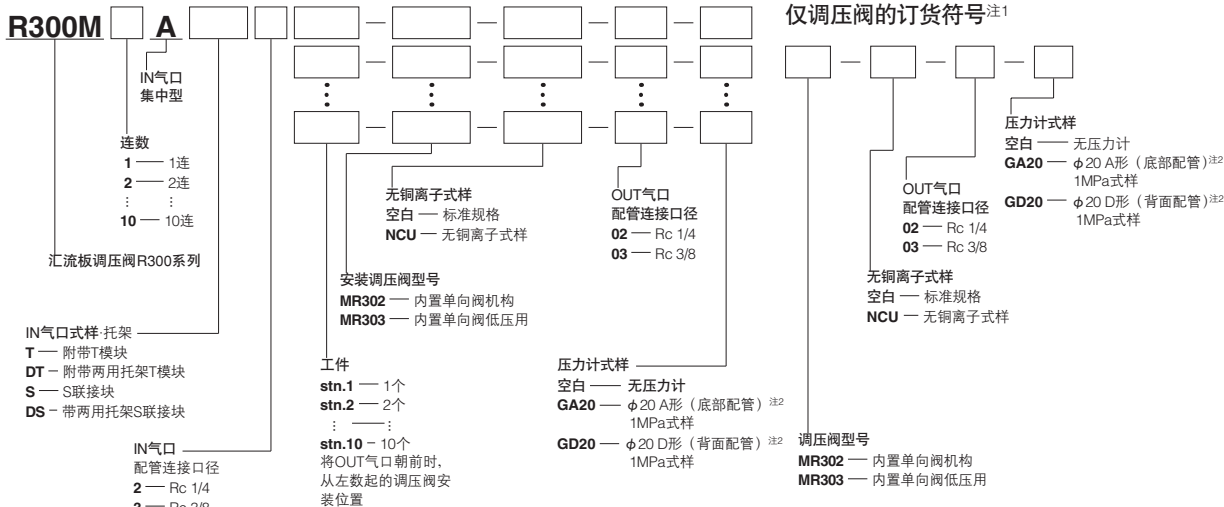 R300M A
IN气口
集中型
连数
1 — 1连
2 — 2连
⋮ ⋮
10 — 10连
汇流板调压阀R300系列
IN气口式样·托架
T — 附带T模块
DT – 附带两用托架T模块
S — S联接块
DS – 带两用托架S联接块
IN气口
配管连接口径
2 — Rc 1/4
3 — Rc 3/8
工件
stn.1 — 1个
stn.2 — 2个
⋮ — ⋮
stn.10 – 10个
将OUT气口朝前时,
从左数起的调压阀安
装位置
安装调压阀型号
MR302 — 内置单向阀机构
MR303 — 内置单向阀低压用
无铜离子式样
空白 — 标准规格
NCU — 无铜离子式样
OUT气口
配管连接口径
02 — Rc 1/4
03 — Rc 3/8
压力计式样
空白 — 无压力计
GA20 — φ20 A形（底部配管）注2
1MPa式样
GD20 — φ20 D形（背面配管）注2
1MPa式样
仅调压阀的订货符号注1
调压阀型号
MR302 — 内置单向阀机构
MR303 — 内置单向阀低压用
无铜离子式样
空白 — 标准规格
NCU — 无铜离子式样
OUT气口
配管连接口径
02 — Rc 1/4
03 — Rc 3/8
压力计式样
空白 — 无压力计
GA20 — φ20 A形（底部配管）注2
1MPa式样
GD20 — φ20 D形（背面配管）注2
1MPa式样